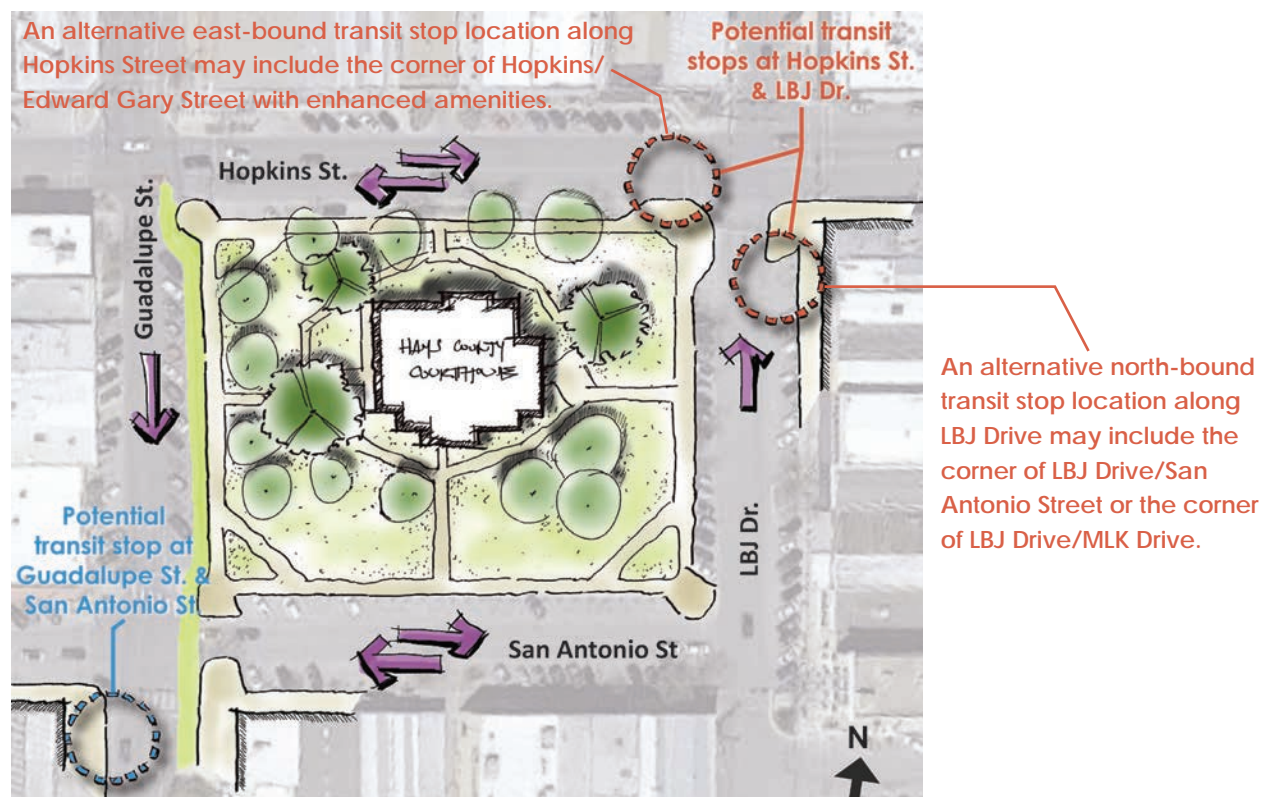 An alternative east-bound transit stop location along
Hopkins Street may include the corner of Hopkins/
Edward Gary Street with enhanced amenities.
Potential transit
stops at Hopkins St.
& LBJ Dr.
Hopkins St.
Guadalupe St.
HAYS COUNTY
COURTHOUSE
An alternative north-bound
transit stop location along
LBJ Drive may include the
corner of LBJ Drive/San
Antonio Street or the corner
of LBJ Drive/MLK Drive.
Potential
transit stop at
Guadalupe St. &
San Antonio St
LBJ Dr.
San Antonio St
N